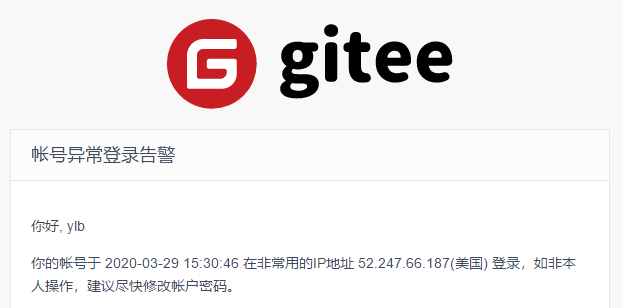 gitee
帐号异常登录告警
你好, ylb
你的帐号于 2020-03-29 15:30:46 在非常用的IP地址 52.247.66.187(美国) 登录，如非本
人操作，建议尽快修改帐户密码。